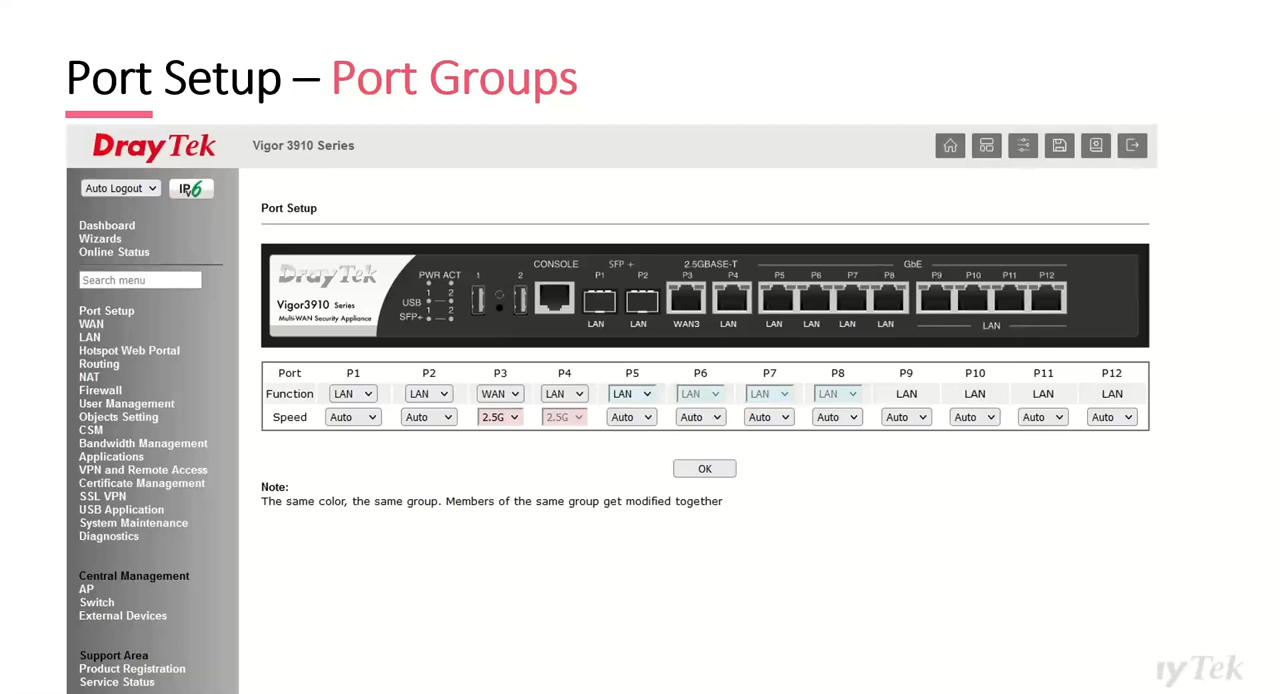 Port Setup – Port Groups
DrayTek
Vigor 3910 Series
Auto Logout
IPv6
Dashboard
Wizards
Online Status
Search menu
Port Setup
WAN
LAN
Hotspot Web Portal
Routing
NAT
Firewall
User Management
Objects Setting
CSM
Bandwidth Management
Applications
VPN and Remote Access
Certificate Management
SSL VPN
USB Application
System Maintenance
Diagnostics
Central Management
AP
Switch
External Devices
Support Area
Product Registration
Service Status
Port Setup
DrayTek
Vigor3910 Series
Multi-WAN Security Appliance
PWR ACT
1 2
USB
1 2
SFP+
1 2
CONSOLE
SFP +
2.5GBASE-T
GbE
P1 P2 P3 P4 P5 P6 P7 P8 P9 P10 P11 P12
LAN LAN WAN3 LAN LAN LAN LAN LAN LAN
Port P1 P2 P3 P4 P5 P6 P7 P8 P9 P10 P11 P12
Function LAN LAN WAN LAN LAN LAN LAN LAN LAN LAN LAN LAN
Speed Auto Auto 2.5G 2.5G Auto Auto Auto Auto Auto Auto Auto Auto
OK
Note:
The same color, the same group. Members of the same group get modified together